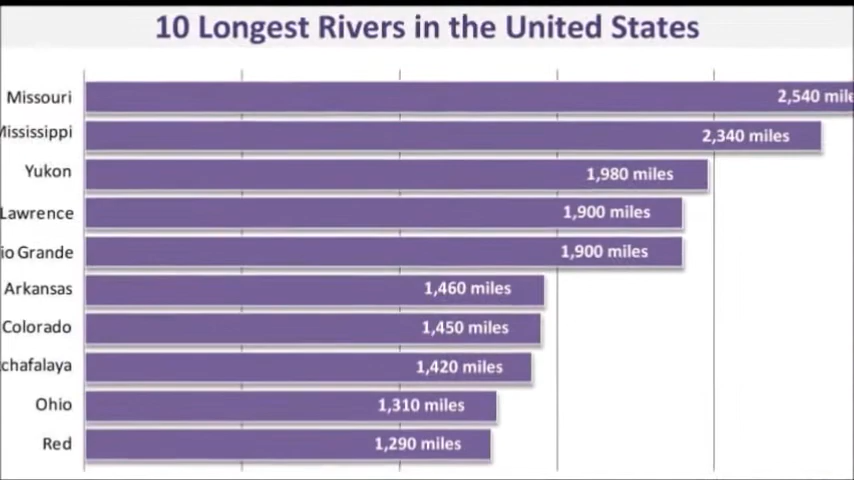 10 Longest Rivers in the United States
Missouri 2,540 mile
Mississippi 2,340 miles
Yukon 1,980 miles
Lawrence 1,900 miles
io Grande 1,900 miles
Arkansas 1,460 miles
Colorado 1,450 miles
chafalaya 1,420 miles
Ohio 1,310 miles
Red 1,290 miles